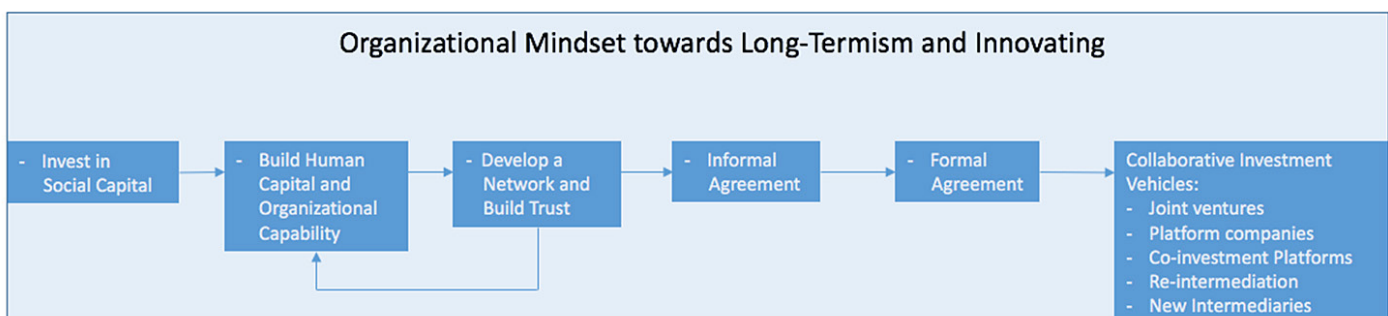 Organizational Mindset towards Long-Termism and Innovating
- Invest in
Social Capital
- Build Human
Capital and
Organizational
Capability
- Develop a
Network and
Build Trust
- Informal
Agreement
- Formal
Agreement
Collaborative Investment
Vehicles:
- Joint ventures
- Platform companies
- Co-investment Platforms
- Re-intermediation
- New Intermediaries